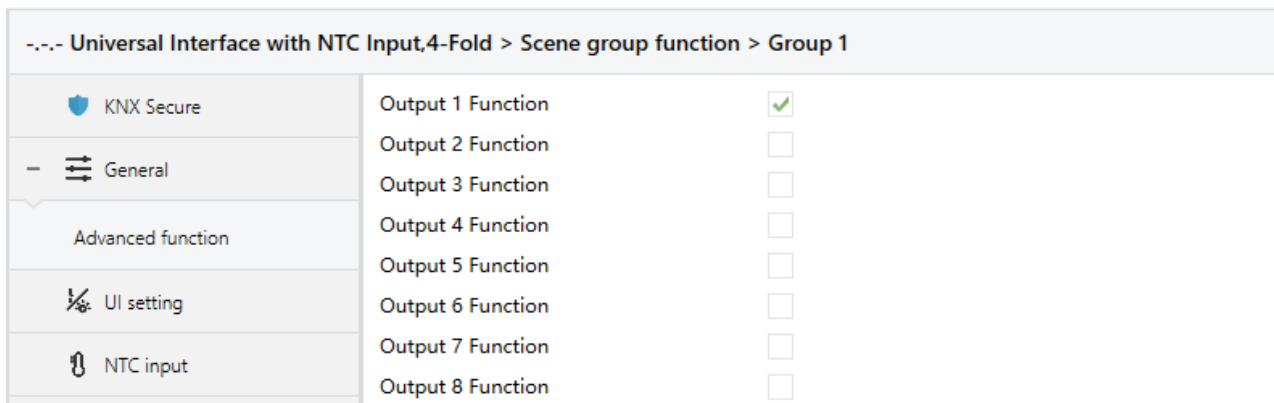 -.-.- Universal Interface with NTC Input,4-Fold > Scene group function > Group 1
KNX Secure
General
Advanced function
UI setting
NTC input
Output 1 Function
Output 2 Function
Output 3 Function
Output 4 Function
Output 5 Function
Output 6 Function
Output 7 Function
Output 8 Function